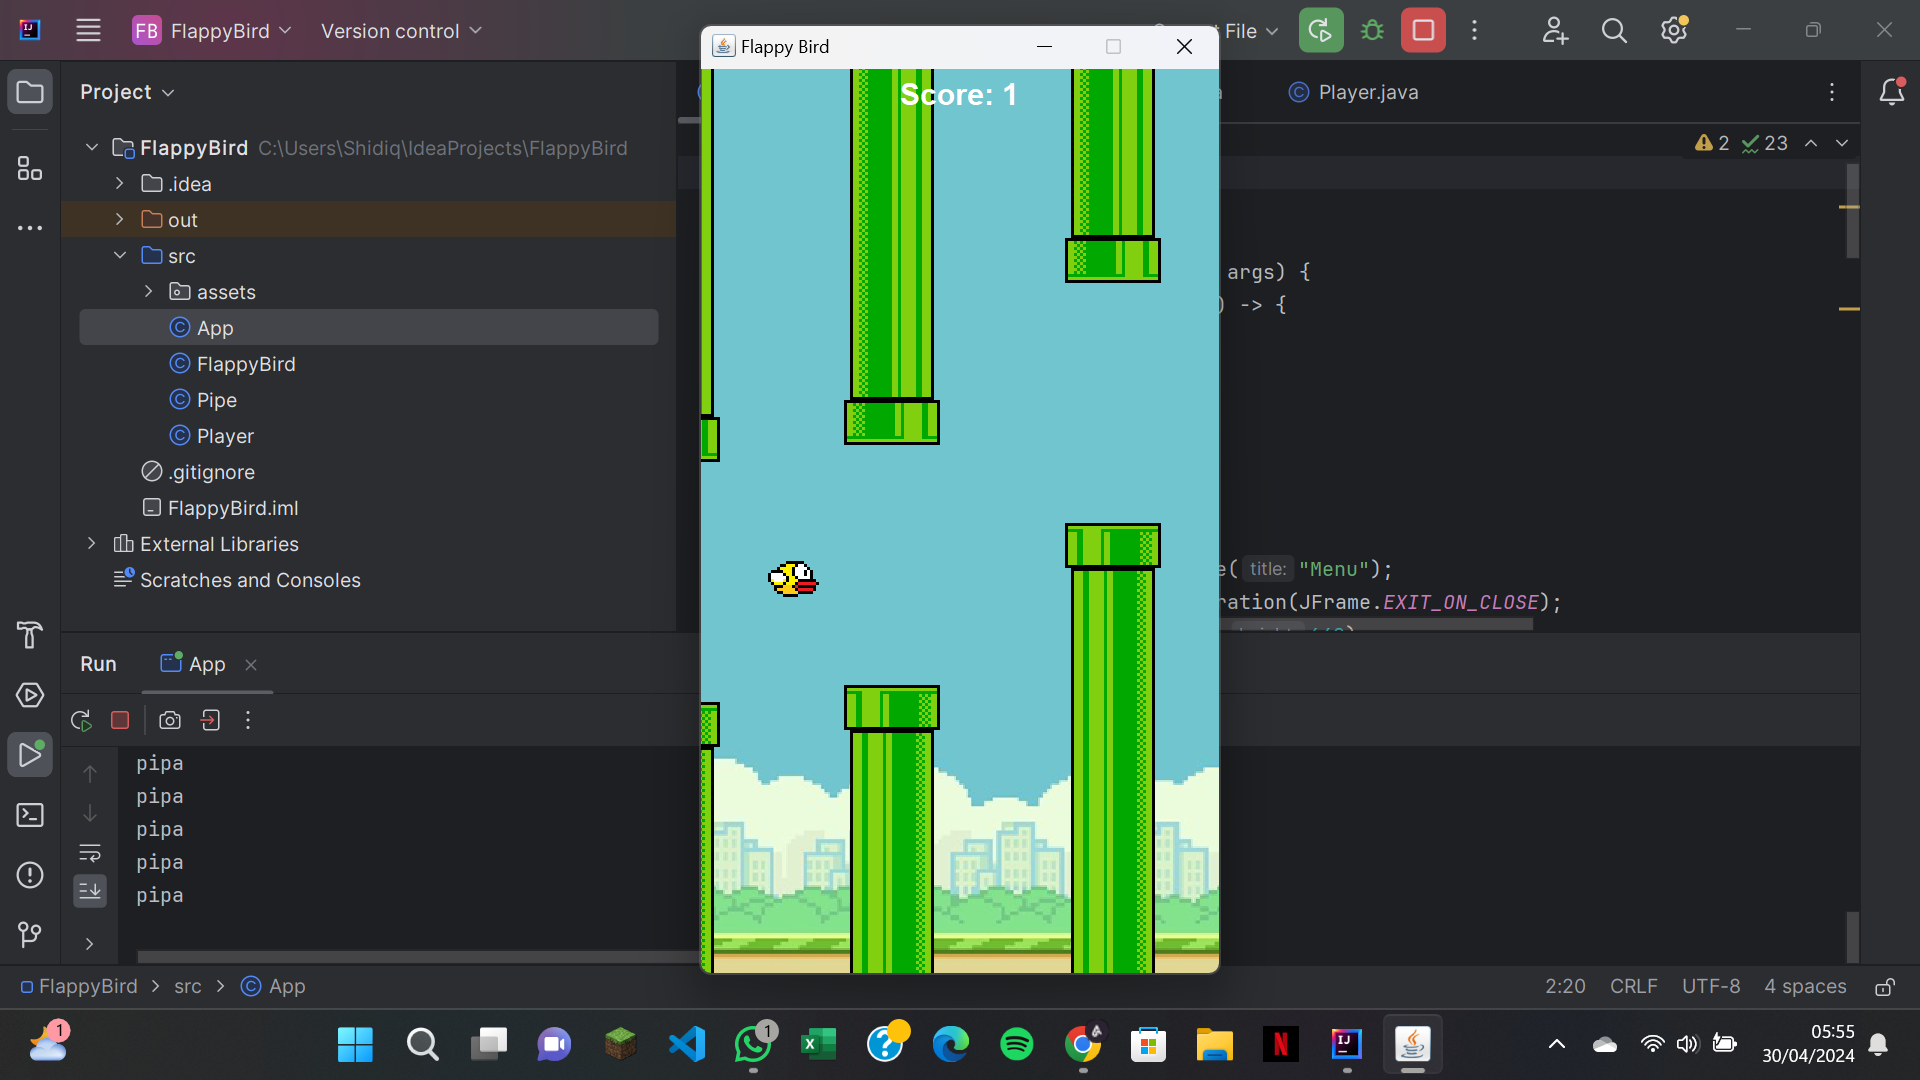 FB FlappyBird Version control
File
Flappy Bird
Project
Player.java
Score: 1
2 23
FlappyBird C:\Users\Shidiq\IdeaProjects\FlappyBird
.idea
out
src
assets
App
FlappyBird
Pipe
Player
.gitignore
FlappyBird.iml
External Libraries
Scratches and Consoles
args) {
) -> {
e( title: "Menu");
ration(JFrame.EXIT_ON_CLOSE);
Run App
pipa
pipa
pipa
pipa
pipa
FlappyBird > src > App
2:20 CRLF UTF-8 4 spaces
1
1
05:55
30/04/2024